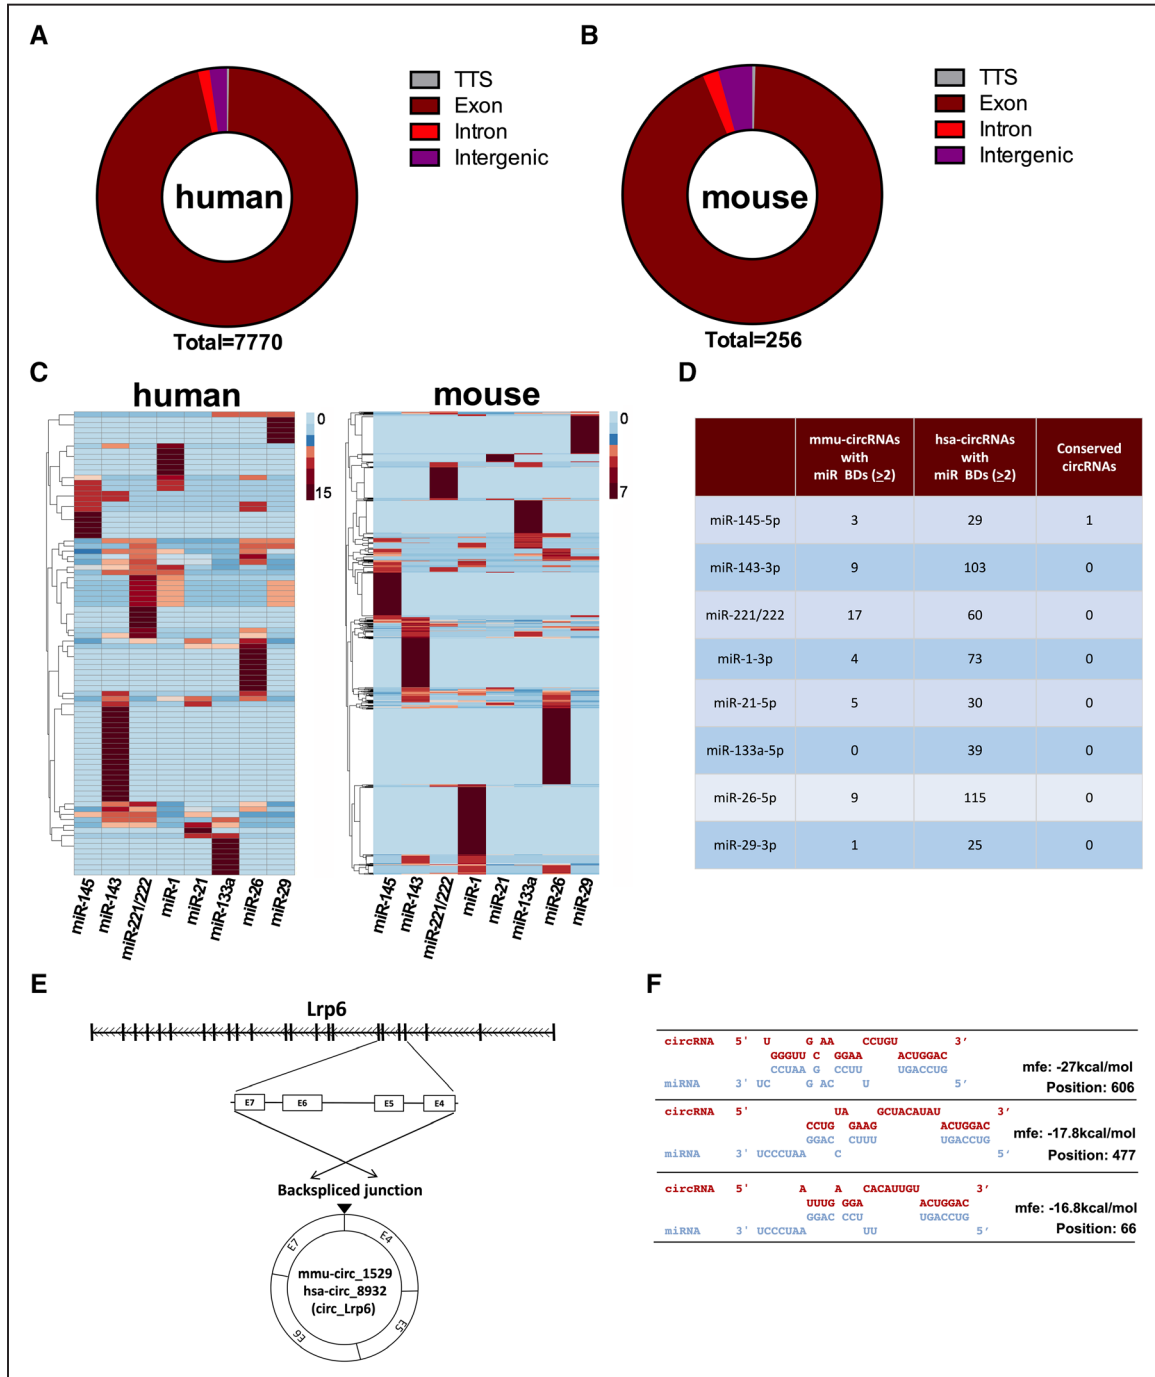 A
TTS
Exon
Intron
Intergenic
human
Total=7770
B
TTS
Exon
Intron
Intergenic
mouse
Total=256
C
human
0
15
miR-145
miR-143
miR-221/222
miR-1
miR-21
miR-133a
miR-26
miR-29
mouse
0
7
miR-145
miR-143
miR-221/222
miR-1
miR-21
miR-133a
miR-26
miR-29
D
mmu-circRNAs with miR BDs (≥2) hsa-circRNAs with miR BDs (≥2) Conserved circRNAs
miR-145-5p 3 29 1
miR-143-3p 9 103 0
miR-221/222 17 60 0
miR-1-3p 4 73 0
miR-21-5p 5 30 0
miR-133a-5p 0 39 0
miR-26-5p 9 115 0
miR-29-3p 1 25 0
E
Lrp6
E7 E6 E5 E4
Backspliced junction
E7 E4
mmu-circ_1529
hsa-circ_8932
(circ_Lrp6)
E6 E5
F
circRNA 5' U G AA CCUGU 3'
GGGUU C GGAA ACUGGAC
CCUAA G CCUU UGACCUG
miRNA 3' UC G AC U 5'
mfe: -27kcal/mol
Position: 606
circRNA 5' UA GCUACAUAU 3'
CCUG GAAG ACUGGAC
GGAC CUUU UGACCUG
miRNA 3' UCCCUAA C 5'
mfe: -17.8kcal/mol
Position: 477
circRNA 5' A A CACAUUGU 3'
UUUG GGA ACUGGAC
GGAC CCU UGACCUG
miRNA 3' UCCCUAA UU 5'
mfe: -16.8kcal/mol
Position: 66